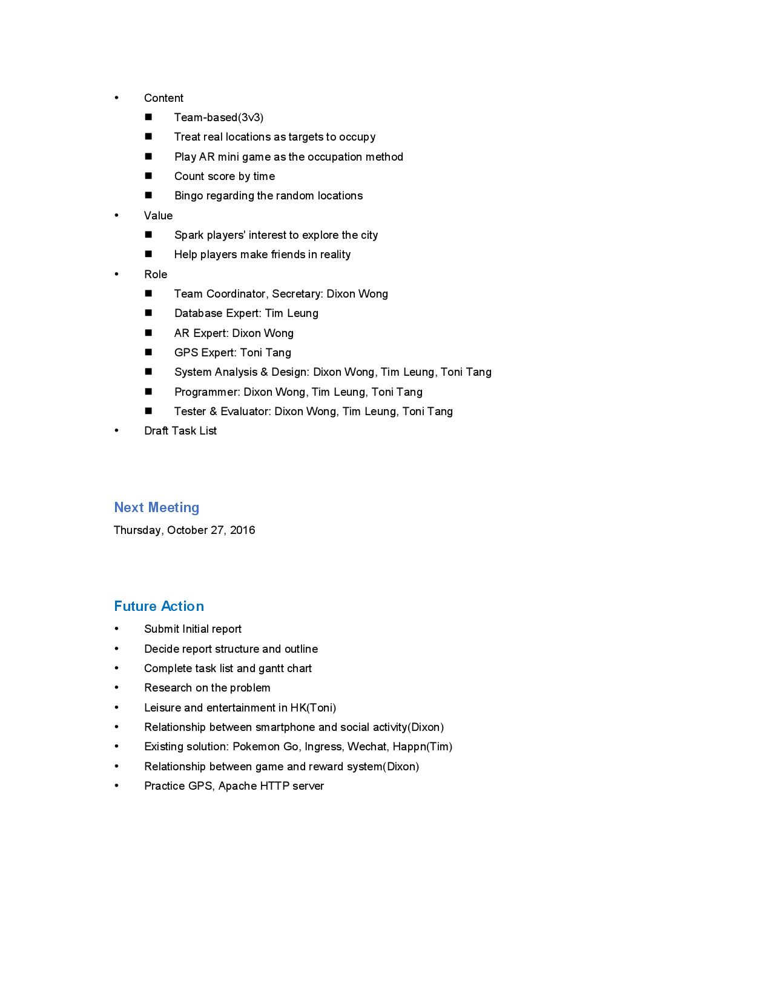 • Content
■ Team-based(3v3)
■ Treat real locations as targets to occupy
■ Play AR mini game as the occupation method
■ Count score by time
■ Bingo regarding the random locations
• Value
■ Spark players' interest to explore the city
■ Help players make friends in reality
• Role
■ Team Coordinator, Secretary: Dixon Wong
■ Database Expert: Tim Leung
■ AR Expert: Dixon Wong
■ GPS Expert: Toni Tang
■ System Analysis & Design: Dixon Wong, Tim Leung, Toni Tang
■ Programmer: Dixon Wong, Tim Leung, Toni Tang
■ Tester & Evaluator: Dixon Wong, Tim Leung, Toni Tang
• Draft Task List
Next Meeting
Thursday, October 27, 2016
Future Action
• Submit Initial report
• Decide report structure and outline
• Complete task list and gantt chart
• Research on the problem
• Leisure and entertainment in HK(Toni)
• Relationship between smartphone and social activity(Dixon)
• Existing solution: Pokemon Go, Ingress, Wechat, Happn(Tim)
• Relationship between game and reward system(Dixon)
• Practice GPS, Apache HTTP server